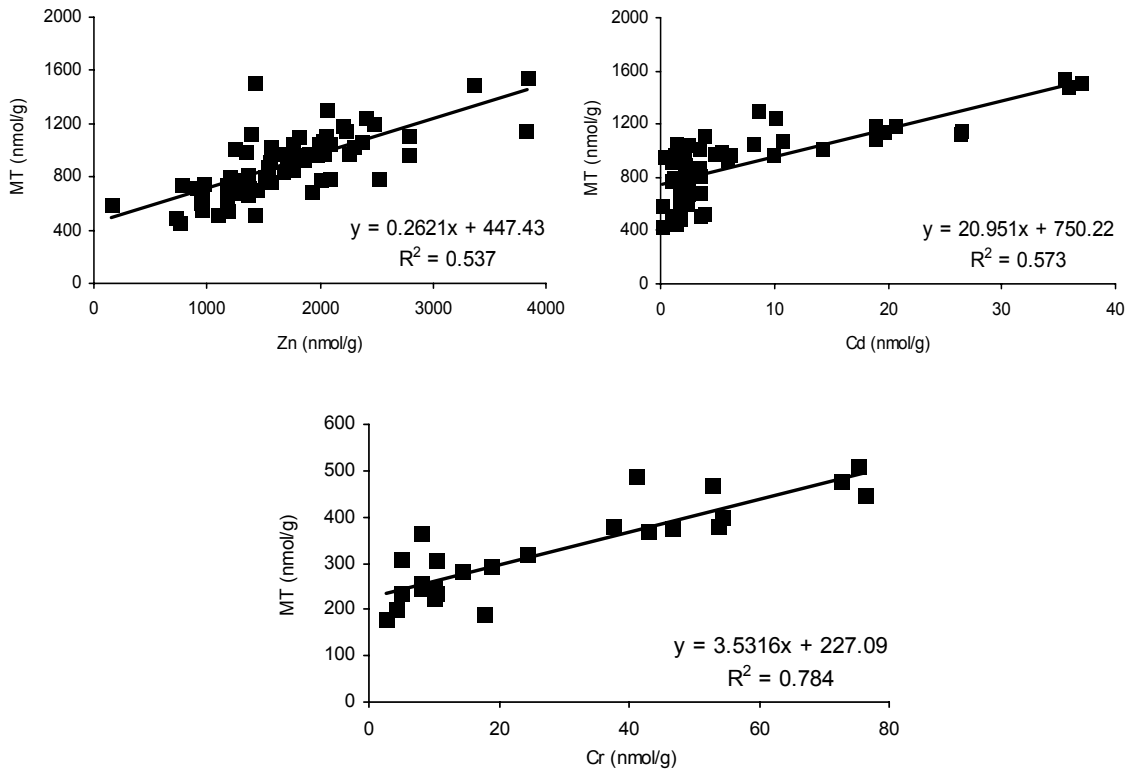 2000
1600
1200
800
400
0
MT (nmol/g)
y = 0.2621x + 447.43
R² = 0.537
0 1000 2000 3000 4000
Zn (nmol/g)
2000
1600
1200
800
400
0
MT (nmol/g)
y = 20.951x + 750.22
R² = 0.573
0 10 20 30 40
Cd (nmol/g)
600
500
400
300
200
100
0
MT (nmol/g)
y = 3.5316x + 227.09
R² = 0.784
0 20 40 60 80
Cr (nmol/g)